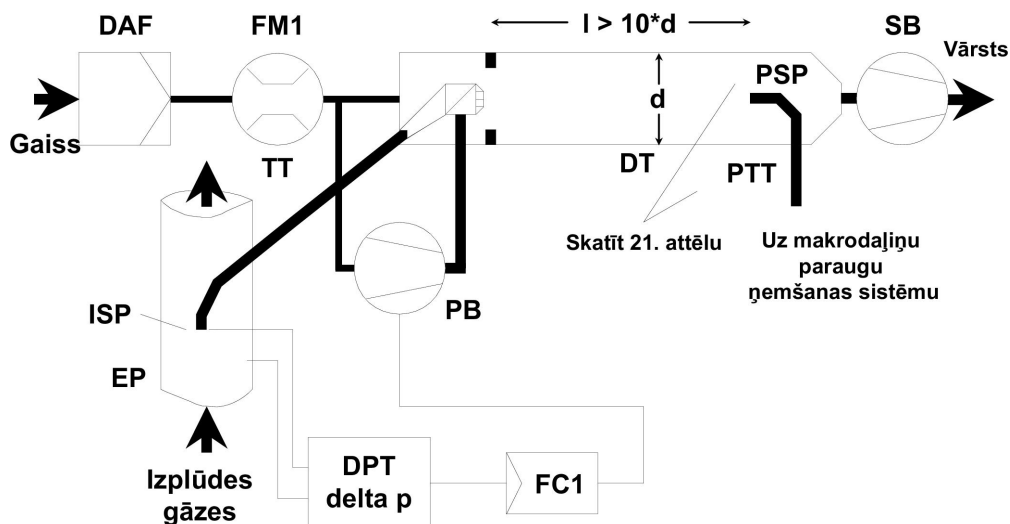 DAF
FM1
l > 10*d
SB
Vārsts
Gaiss
d
PSP
TT
DT
PTT
Skatīt 21. attēlu
Uz makrodaļiņu
paraugu
ņemšanas sistēmu
ISP
PB
EP
DPT
delta p
FC1
Izplūdes
gāzes